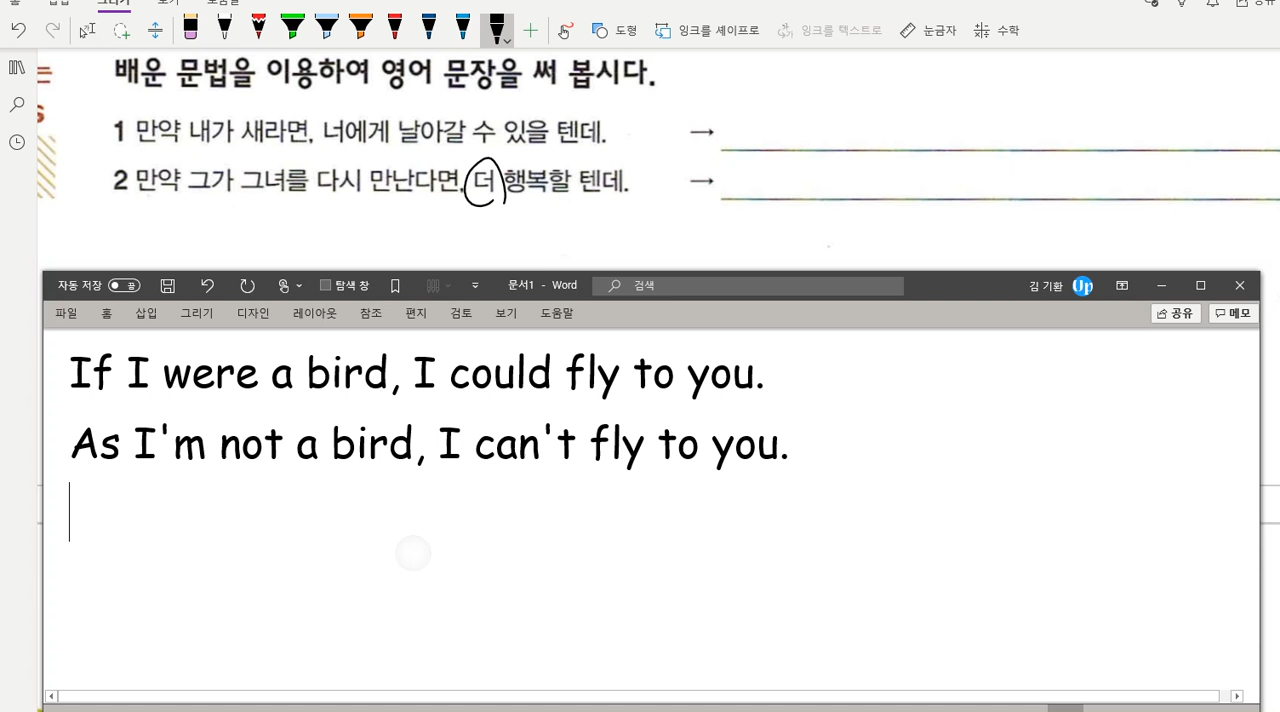 그리기
도형
잉크를 셰이프로
잉크를 텍스트로
눈금자
수학
배운 문법을 이용하여 영어 문장을 써 봅시다.
1 만약 내가 새라면, 너에게 날아갈 수 있을 텐데. →
2 만약 그가 그녀를 다시 만난다면, 더 행복할 텐데. →
자동 저장 끔 탐색 창 문서1 - Word 검색 김 기환 Up
파일 홈 삽입 그리기 디자인 레이아웃 참조 편지 검토 보기 도움말 공유 메모
If I were a bird, I could fly to you.
As I'm not a bird, I can't fly to you.